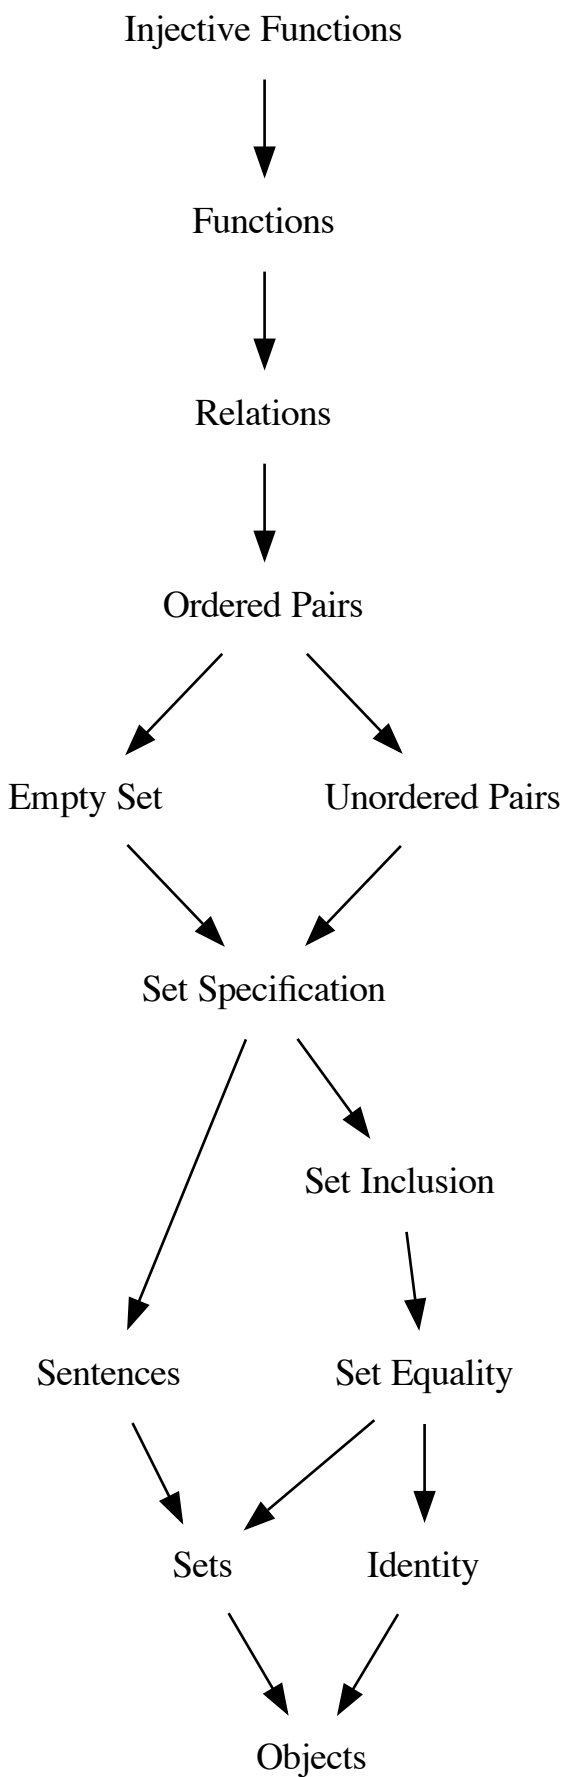 Injective Functions
Functions
Relations
Ordered Pairs
Empty Set
Unordered Pairs
Set Specification
Set Inclusion
Sentences
Set Equality
Sets
Identity
Objects